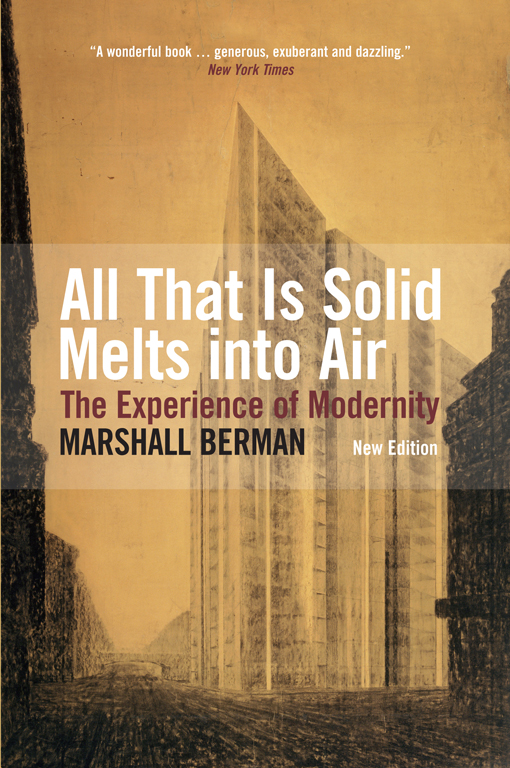 “A wonderful book … generous, exuberant and dazzling.”
New York Times
All That Is Solid
Melts into Air
The Experience of Modernity
MARSHALL BERMAN
New Edition